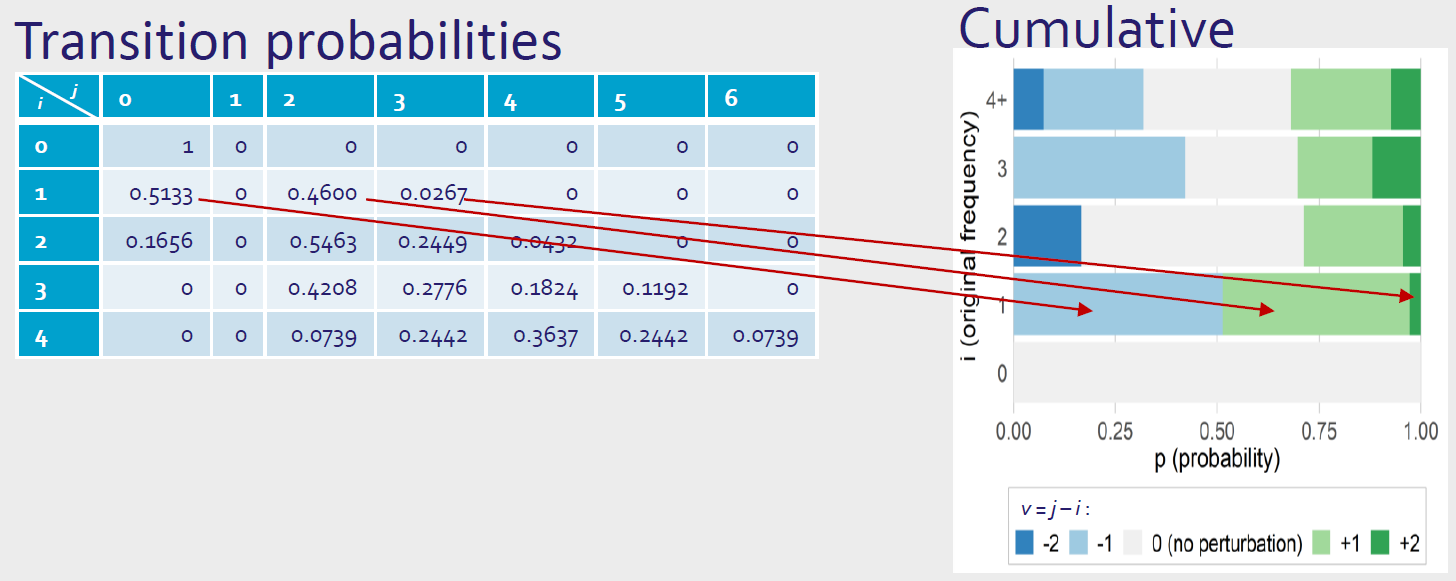 Transition probabilities
i j 0 1 2 3 4 5 6
0 1 0 0 0 0 0 0
1 0.5133 0 0.4600 0.0267 0 0 0
2 0.1656 0 0.5463 0.2449 0.0432 0 0
3 0 0 0.4208 0.2776 0.1824 0.1192 0
4 0 0 0.0739 0.2442 0.3637 0.2442 0.0739
Cumulative
i (original frequency)
4+
3
2
1
0
0.00 0.25 0.50 0.75 1.00
p (probability)
v = j – i :
-2 -1 0 (no perturbation) +1 +2